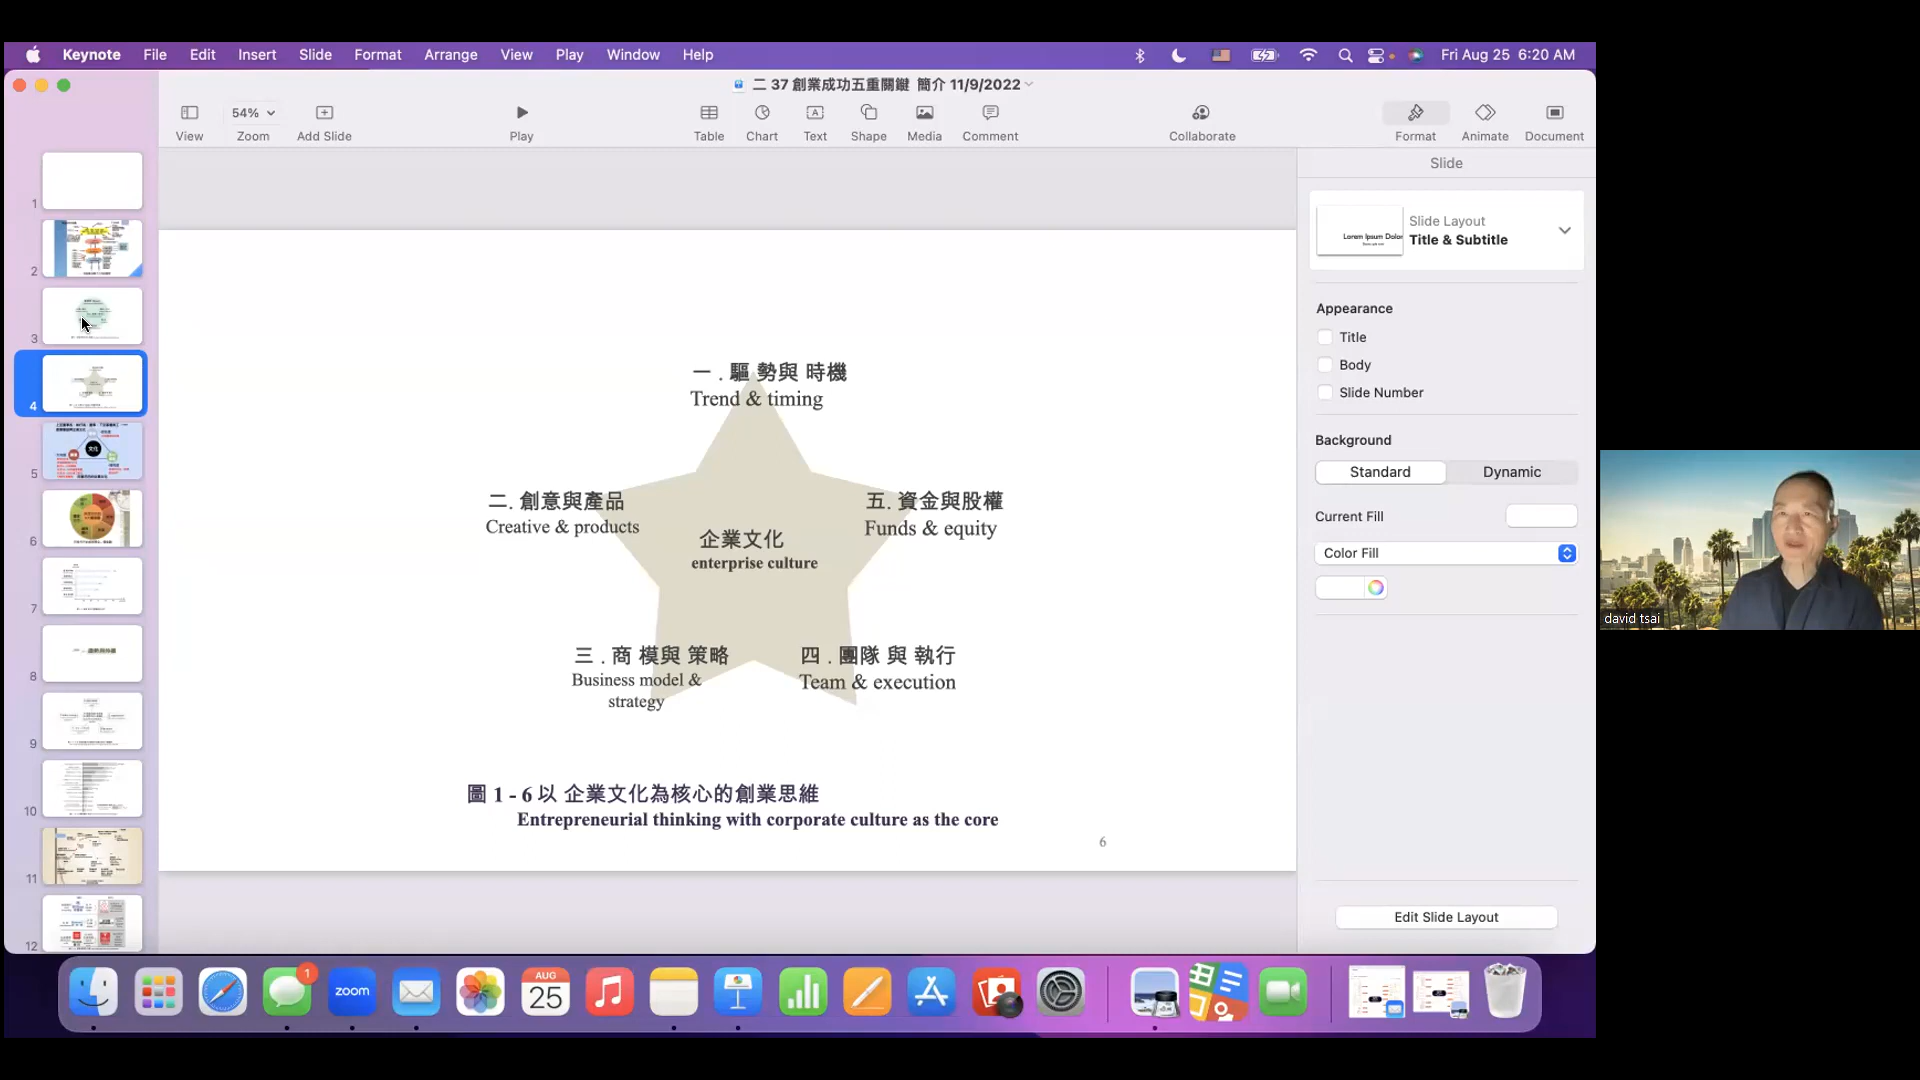 Keynote File Edit Insert Slide Format Arrange View Play Window Help
Fri Aug 25 6:20 AM
二 37 創業成功五重關鍵 簡介 11/9/2022
54%
View Zoom Add Slide Play Table Chart Text Shape Media Comment Collaborate Format Animate Document
1
2
3
4
5
6
7
8
9
10
11
12
文化
一 . 驅 勢與 時機
Trend & timing
二. 創意與產品
Creative & products
五. 資金與股權
Funds & equity
企業文化
enterprise culture
三 . 商 模與 策略
Business model &
strategy
四 . 團隊 與 執行
Team & execution
圖 1 - 6 以 企業文化為核心的創業思維
Entrepreneurial thinking with corporate culture as the core
6
Slide
Lorem Ipsum Dolor
Slide Layout
Title & Subtitle
Appearance
Title
Body
Slide Number
Background
Standard Dynamic
Current Fill
Color Fill
Edit Slide Layout
david tsai
1
zoom
AUG
25